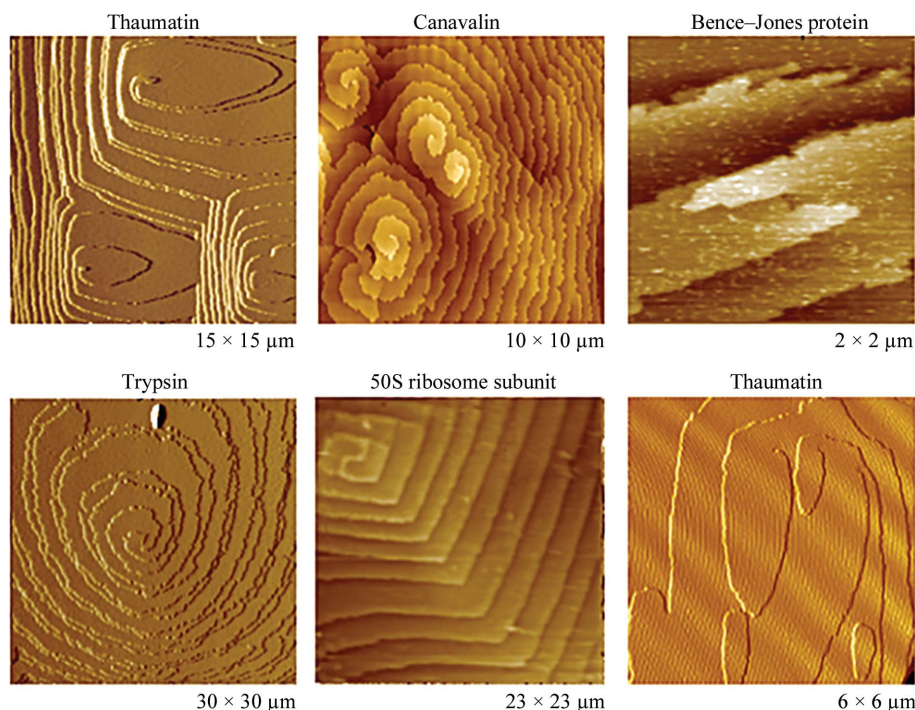 Thaumatin
Canavalin
Bence–Jones protein
15 × 15 µm
10 × 10 µm
2 × 2 µm
Trypsin
50S ribosome subunit
Thaumatin
30 × 30 µm
23 × 23 µm
6 × 6 µm